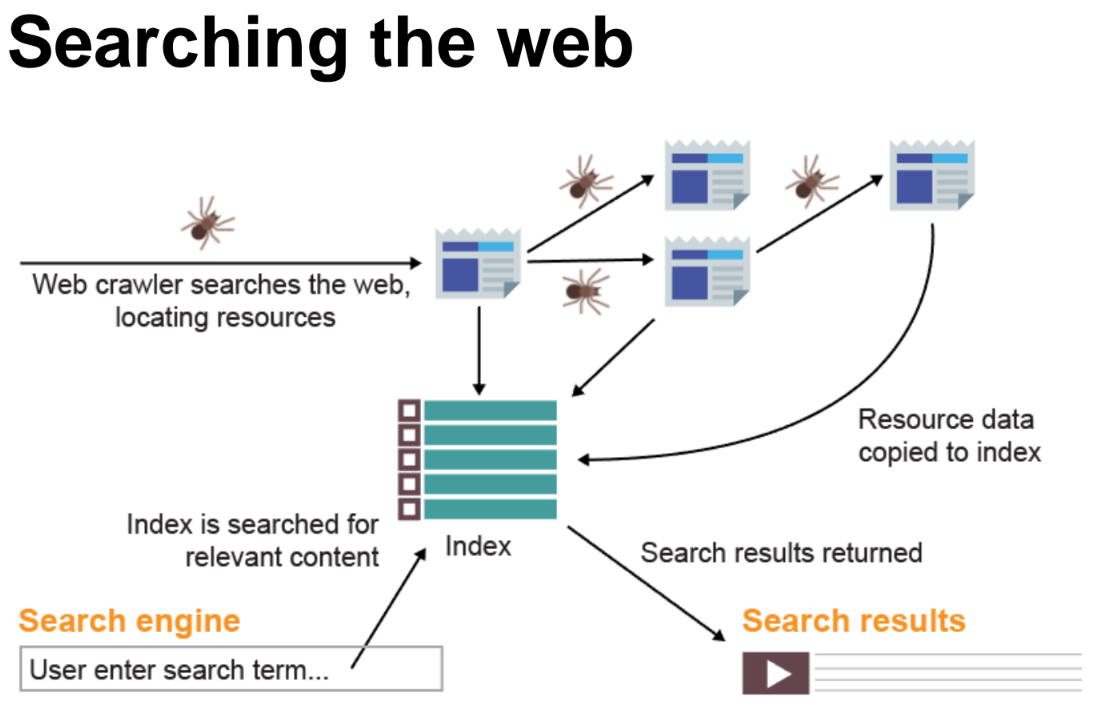 Searching the web
Web crawler searches the web,
locating resources
Resource data
copied to index
Index is searched for
relevant content
Index
Search results returned
Search engine
User enter search term...
Search results